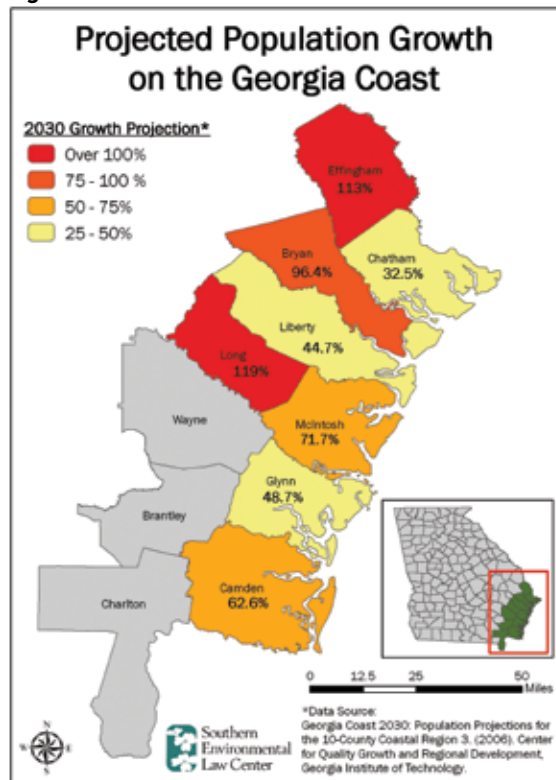 Projected Population Growth
on the Georgia Coast
2030 Growth Projection*
Over 100%
75 - 100 %
50 - 75%
25 - 50%
Effingham
113%
Bryan
96.4%
Chatham
32.5%
Liberty
44.7%
Long
119%
Wayne
McIntosh
71.7%
Glynn
48.7%
Brantley
Camden
62.6%
Charlton
0 12.5 25 50
Miles
*Data Source:
Georgia Coast 2030: Population Projections for
the 10-County Coastal Region 3. (2006). Center
for Quality Growth and Regional Development,
Georgia Institute of Technology.
N
W E
S
Southern
Environmental
Law Center